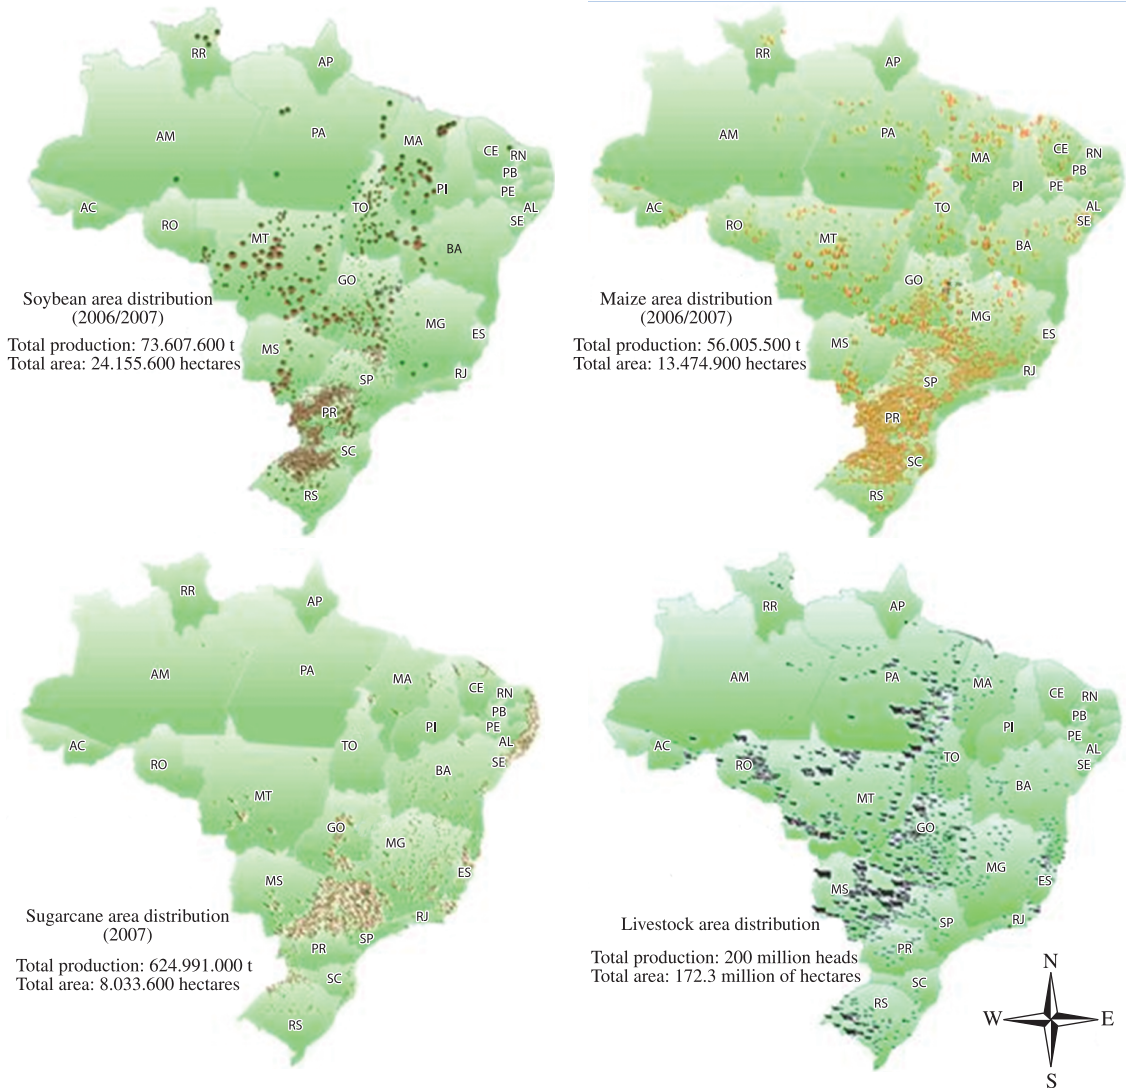 RR
AP
AM
PA
MA
CE
RN
PB
PE
PI
AL
SE
AC
RO
TO
MT
BA
GO
MG
ES
MS
SP
RJ
PR
SC
RS
Soybean area distribution
(2006/2007)
Total production: 73.607.600 t
Total area: 24.155.600 hectares
RR
AP
AM
PA
MA
CE
RN
PB
PE
PI
AL
SE
AC
RO
TO
MT
BA
GO
MG
ES
MS
SP
RJ
PR
SC
RS
Maize area distribution
(2006/2007)
Total production: 56.005.500 t
Total area: 13.474.900 hectares
RR
AP
AM
PA
MA
CE
RN
PB
PE
PI
AL
SE
AC
RO
TO
MT
BA
GO
MG
ES
MS
RJ
SP
PR
SC
RS
Sugarcane area distribution
(2007)
Total production: 624.991.000 t
Total area: 8.033.600 hectares
RR
AP
AM
PA
MA
CE
RN
PB
PE
PI
AL
SE
AC
RO
TO
MT
BA
GO
MG
ES
MS
SP
RJ
PR
SC
RS
Livestock area distribution
Total production: 200 million heads
Total area: 172.3 million of hectares
N
W
E
S